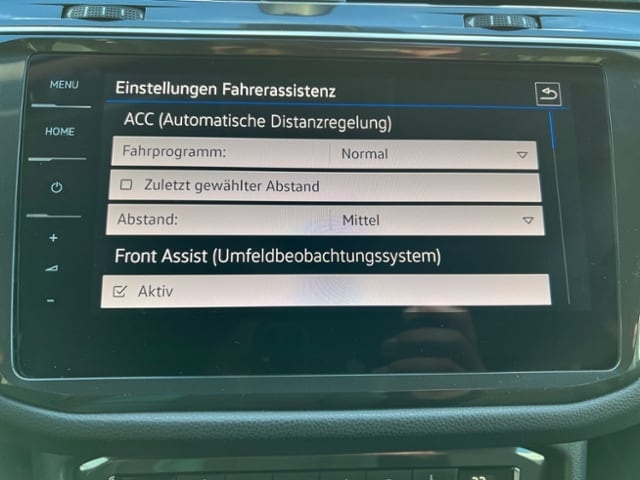 MENU
HOME
+
-
Einstellungen Fahrerassistenz
ACC (Automatische Distanzregelung)
Fahrprogramm: Normal
Zuletzt gewählter Abstand
Abstand: Mittel
Front Assist (Umfeldbeobachtungssystem)
Aktiv